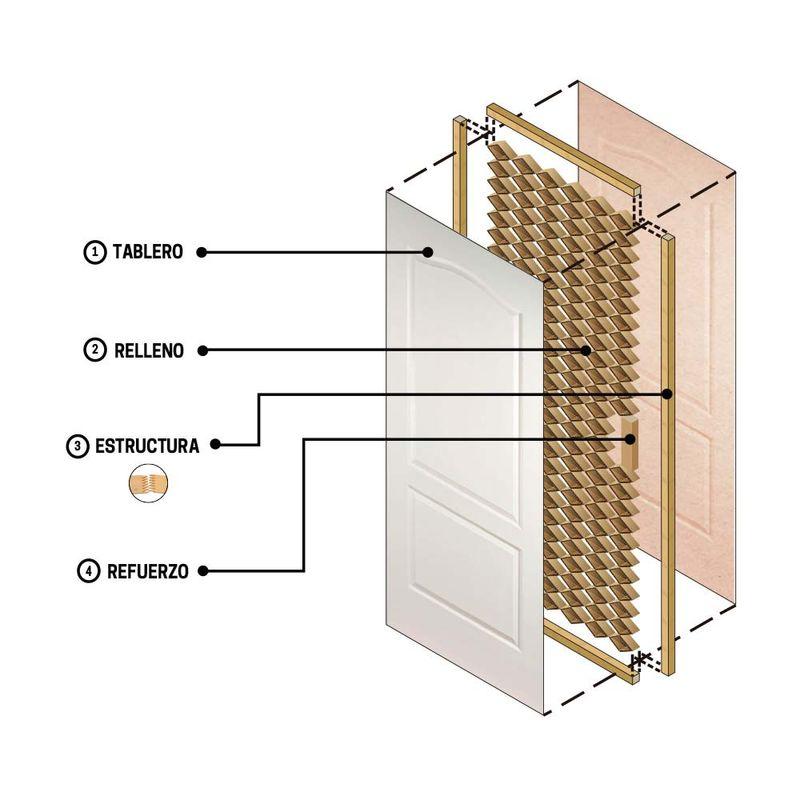 1 TABLERO
2 RELLENO
3 ESTRUCTURA
4 REFUERZO